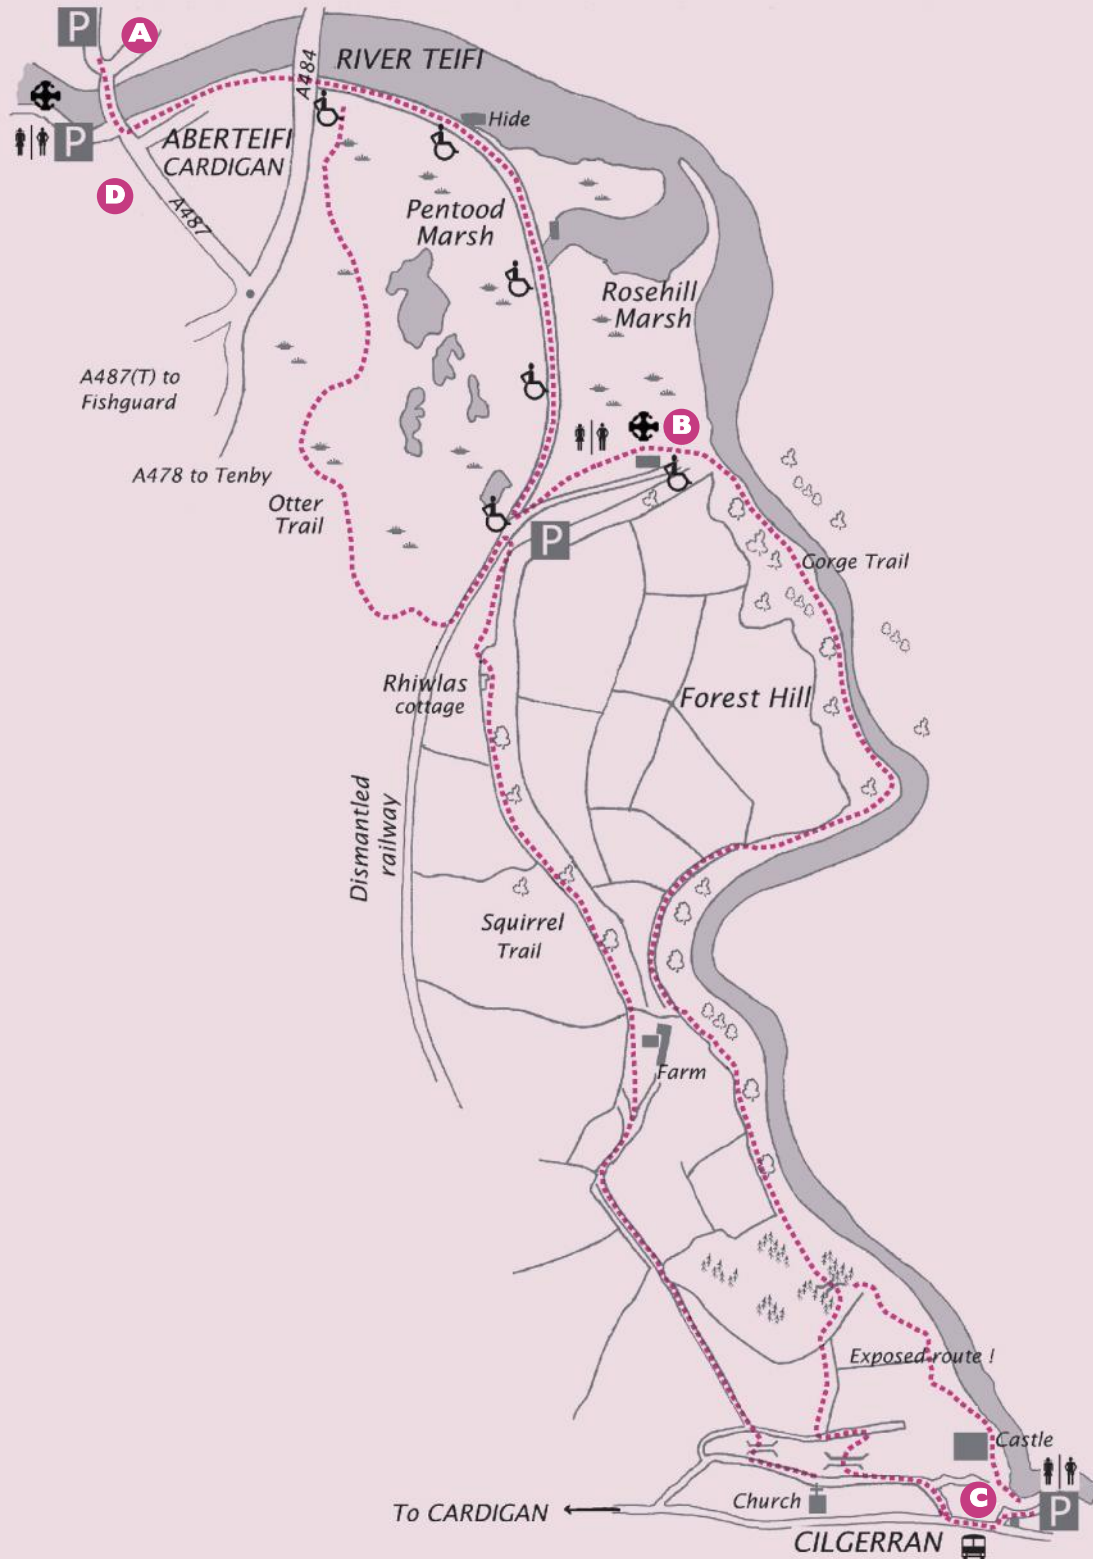 P
A
A484
RIVER TEIFI
Hide
P
ABERTEIFI
CARDIGAN
D
A487
Pentood
Marsh
Rosehill
Marsh
A487(T) to
Fishguard
B
A478 to Tenby
Otter
Trail
P
Gorge Trail
Rhiwlas
cottage
Forest Hill
Dismantled
railway
Squirrel
Trail
Farm
Exposed route !
Castle
C
P
Church
To CARDIGAN
CILGERRAN